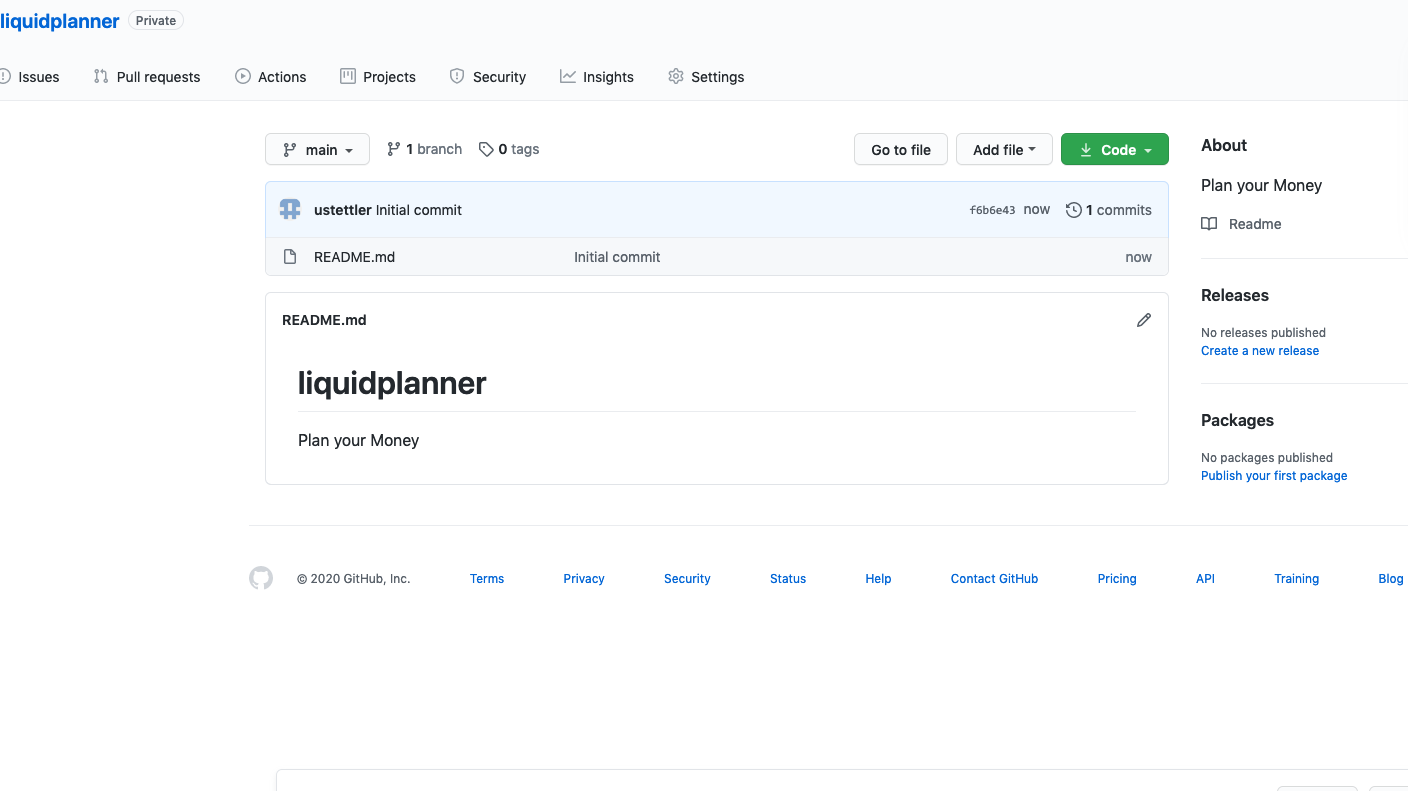 liquidplanner Private
Issues Pull requests Actions Projects Security Insights Settings
main 1 branch 0 tags Go to file Add file Code
ustettler Initial commit f6b6e43 now 1 commits
README.md Initial commit now
README.md
liquidplanner
Plan your Money
About
Plan your Money
Readme
Releases
No releases published
Create a new release
Packages
No packages published
Publish your first package
© 2020 GitHub, Inc. Terms Privacy Security Status Help Contact GitHub Pricing API Training Blog